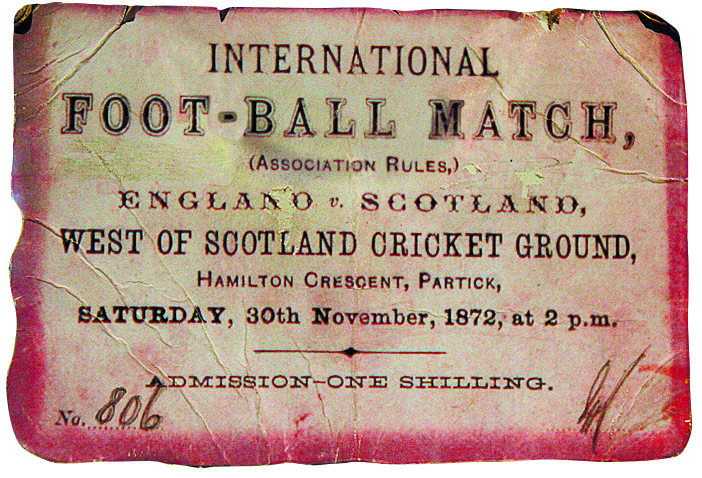 INTERNATIONAL
FOOT-BALL MATCH,
(ASSOCIATION RULES,)
ENGLAND v. SCOTLAND,
WEST OF SCOTLAND CRICKET GROUND,
HAMILTON CRESCENT, PARTICK,
SATURDAY, 30th November, 1872, at 2 p.m.
ADMISSION—ONE SHILLING.
No. 806